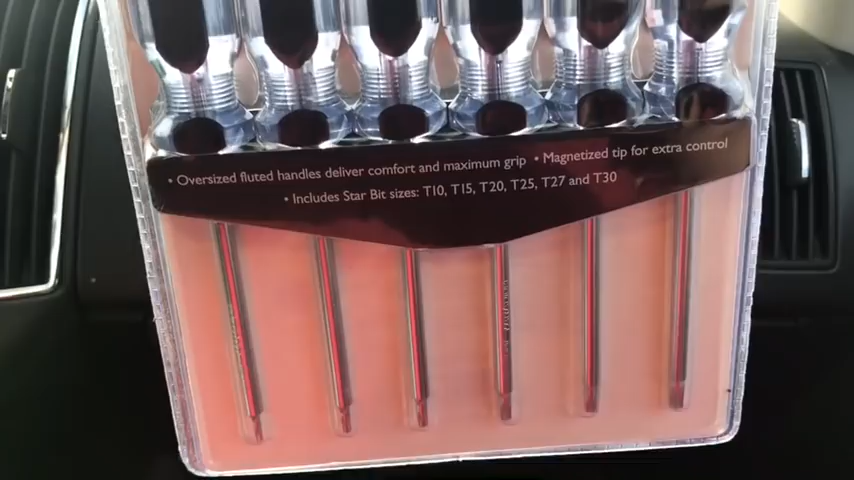 • Oversized fluted handles deliver comfort and maximum grip • Magnetized tip for extra control
• Includes Star Bit sizes: T10, T15, T20, T25, T27 and T30